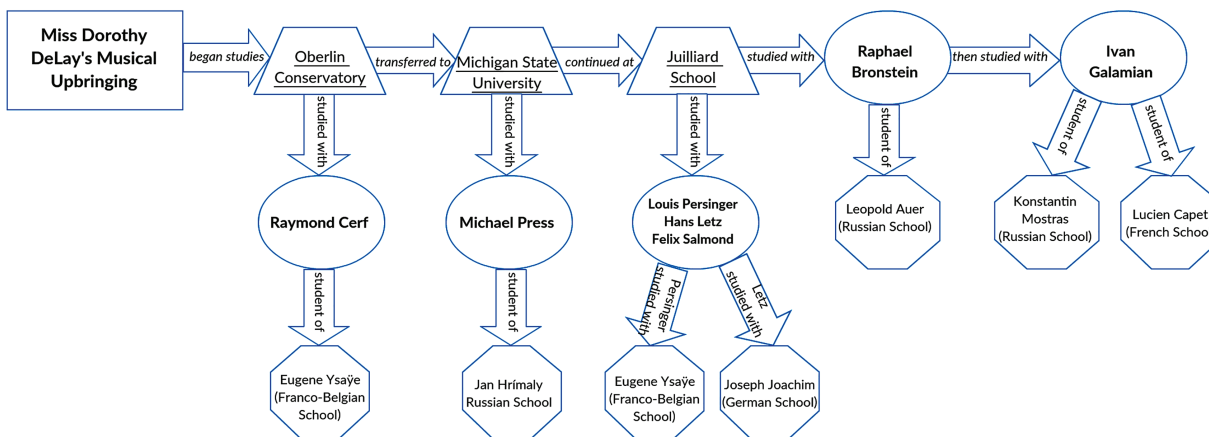 Miss Dorothy
DeLay's Musical
Upbringing
began studies
Oberlin
Conservatory
transferred to
Michigan State
University
continued at
Juilliard
School
studied with
Raphael
Bronstein
then studied with
Ivan
Galamian
studied with
studied with
studied with
student of
student of
student of
Raymond Cerf
Michael Press
Louis Persinger
Hans Letz
Felix Salmond
Leopold Auer
(Russian School)
Konstantin
Mostras
(Russian School)
Lucien Capet
(French Schoo
student of
student of
Persinger
studied with
Letz
studied with
Eugene Ysaÿe
(Franco-Belgian
School)
Jan Hrímaly
Russian School
Eugene Ysaÿe
(Franco-Belgian
School)
Joseph Joachim
(German School)